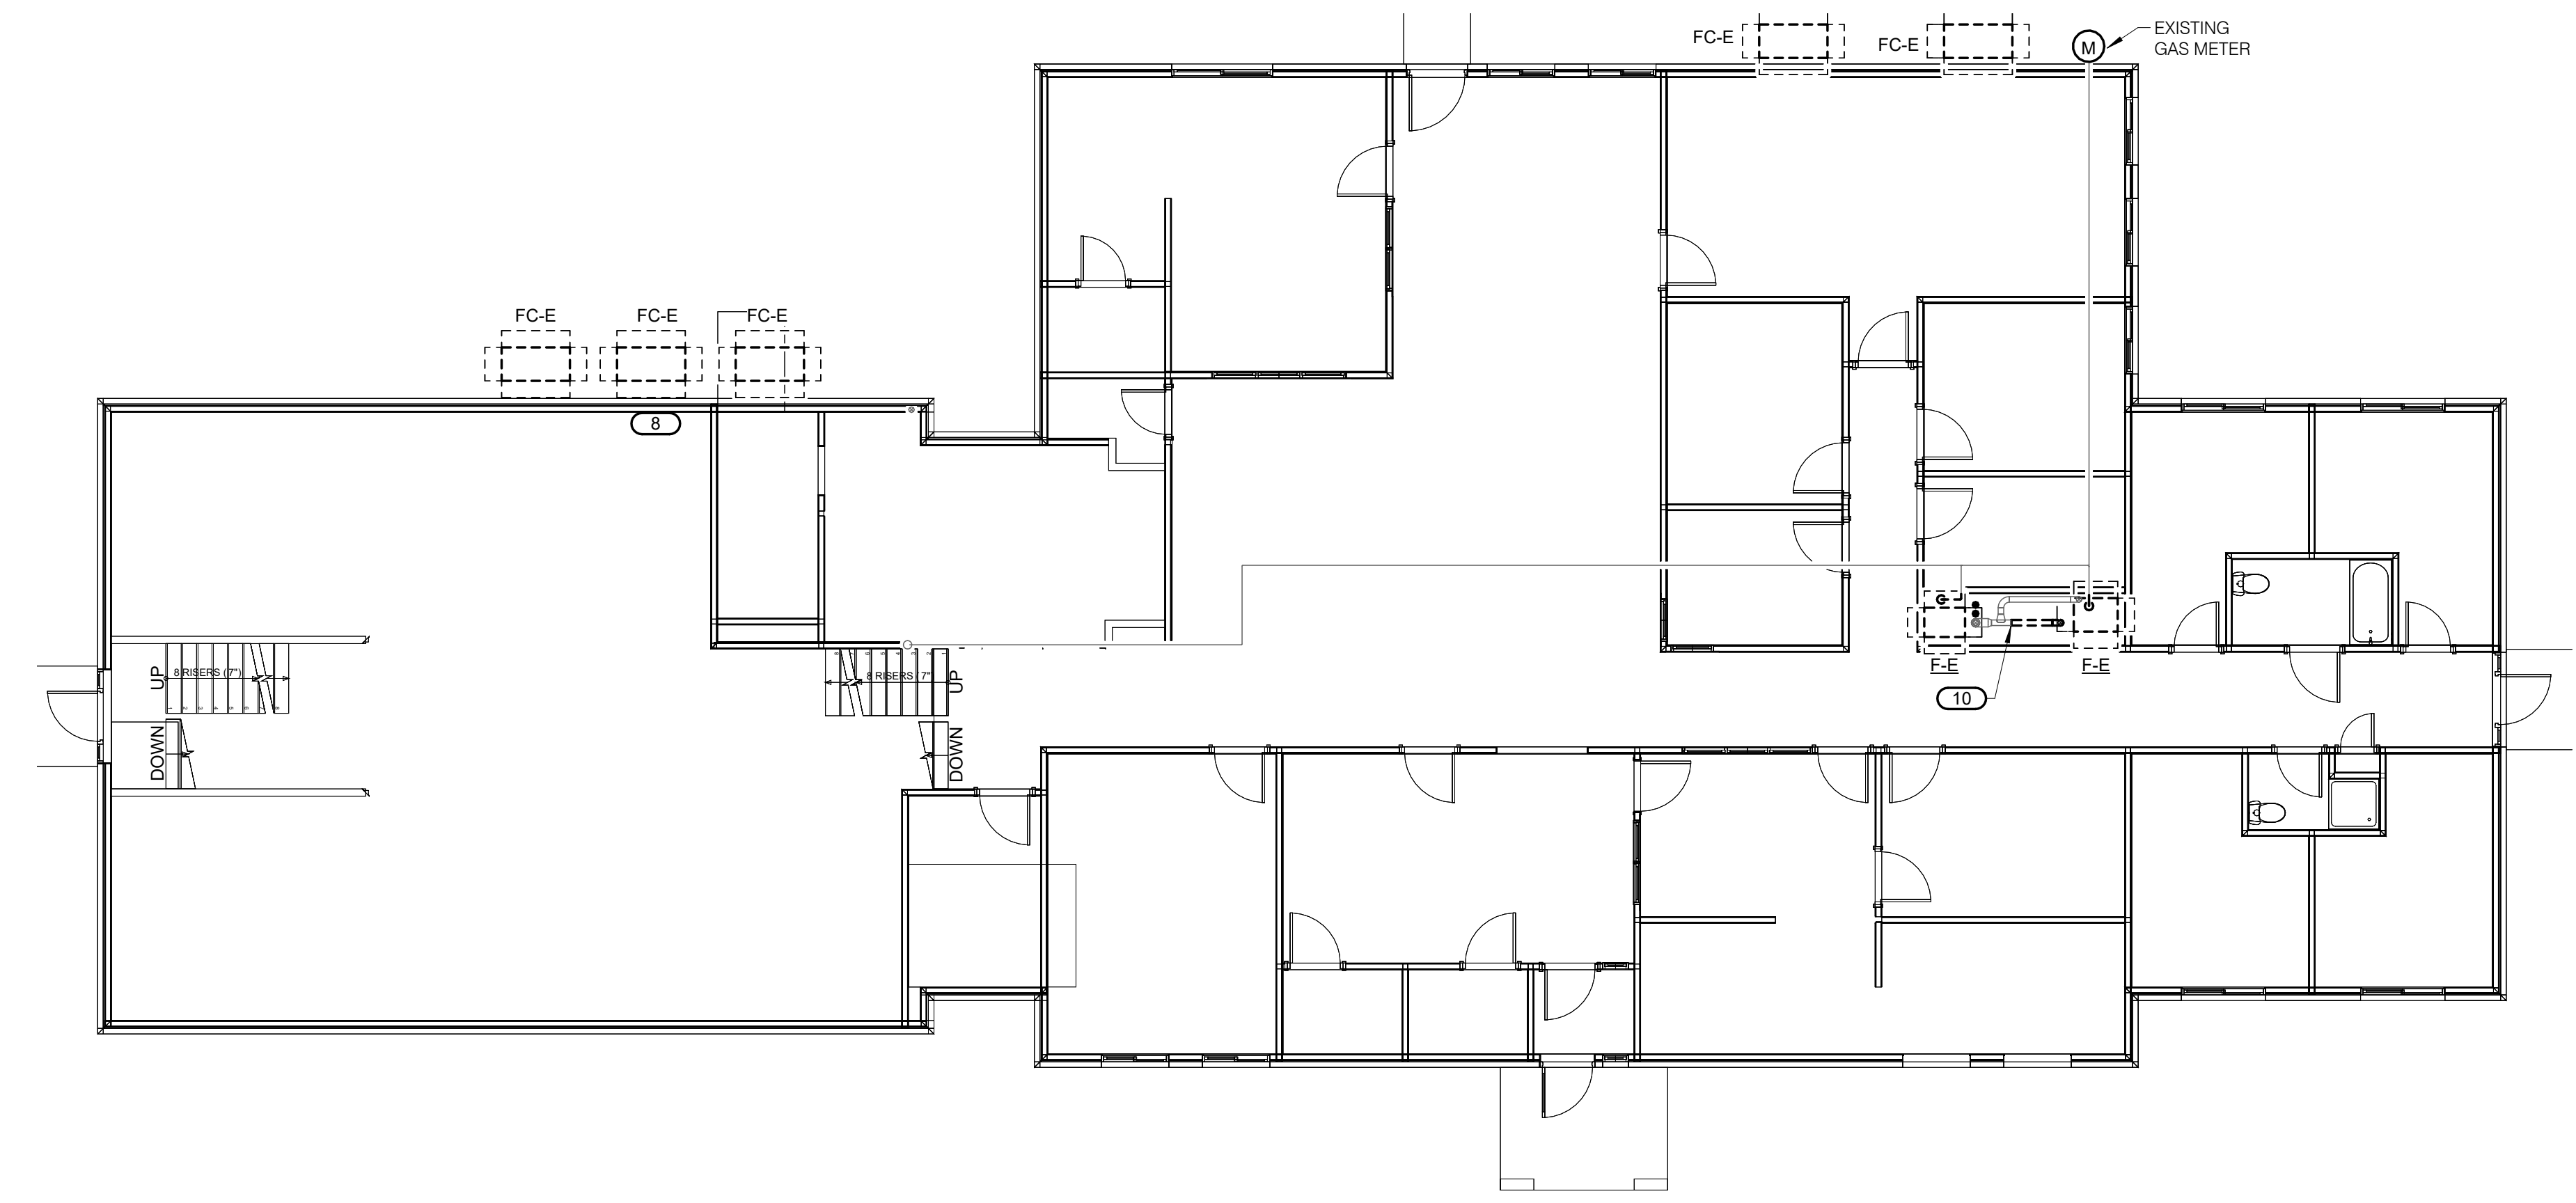 EXISTING
GAS METER
M
FC-E
FC-E
FC-E
FC-E
FC-E
8
UP
8 RISERS (7")
DOWN
8 RISERS (7"
UP
DOWN
F-E
F-E
10